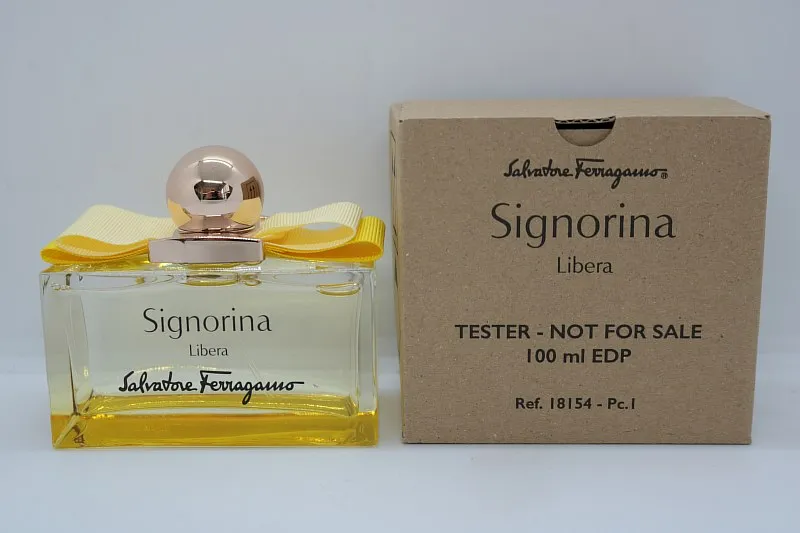 Signorina
Libera
Salvatore Ferragamo
Salvatore Ferragamo®
Signorina
Libera
TESTER - NOT FOR SALE
100 ml EDP
Ref. 18154 - Pc.1